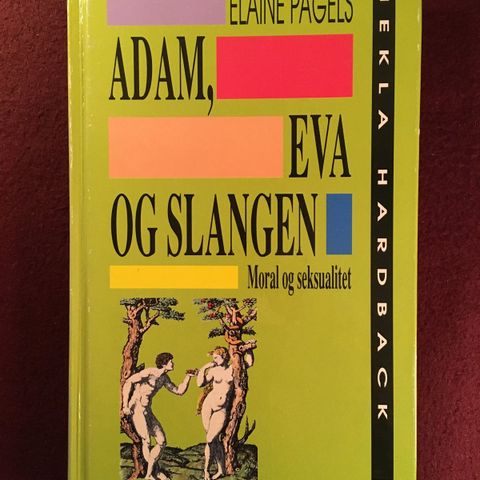 ELAINE PAGELS
ADAM,
EVA
OG SLANGEN
Moral og seksualitet
EKLA HARDBACK